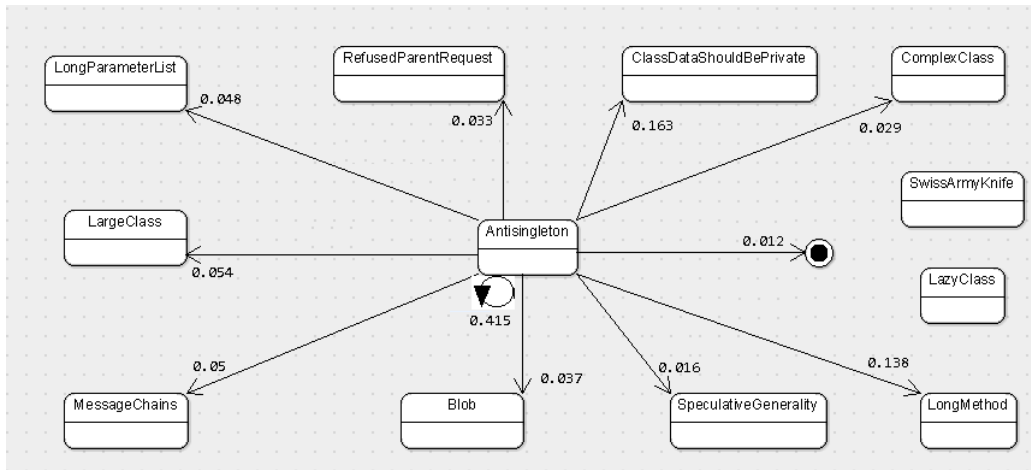 RefusedParentRequest
ClassDataShouldBePrivate
ComplexClass
LongParameterList
0.048
0.033
0.163
0.029
SwissArmyKnife
LargeClass
Antisingleton
0.012
0.054
LazyClass
0.415
0.05
0.037
0.016
0.138
MessageChains
Blob
SpeculativeGenerality
LongMethod